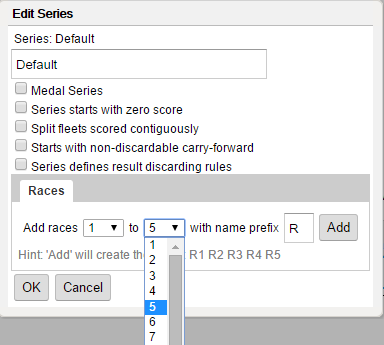 Edit Series
Series: Default
Default
Medal Series
Series starts with zero score
Split fleets scored contiguously
Starts with non-discardable carry-forward
Series defines result discarding rules
Races
Add races 1 to 5 with name prefix R Add
Hint: 'Add' will create th R1 R2 R3 R4 R5
1
2
3
4
5
6
7
OK Cancel